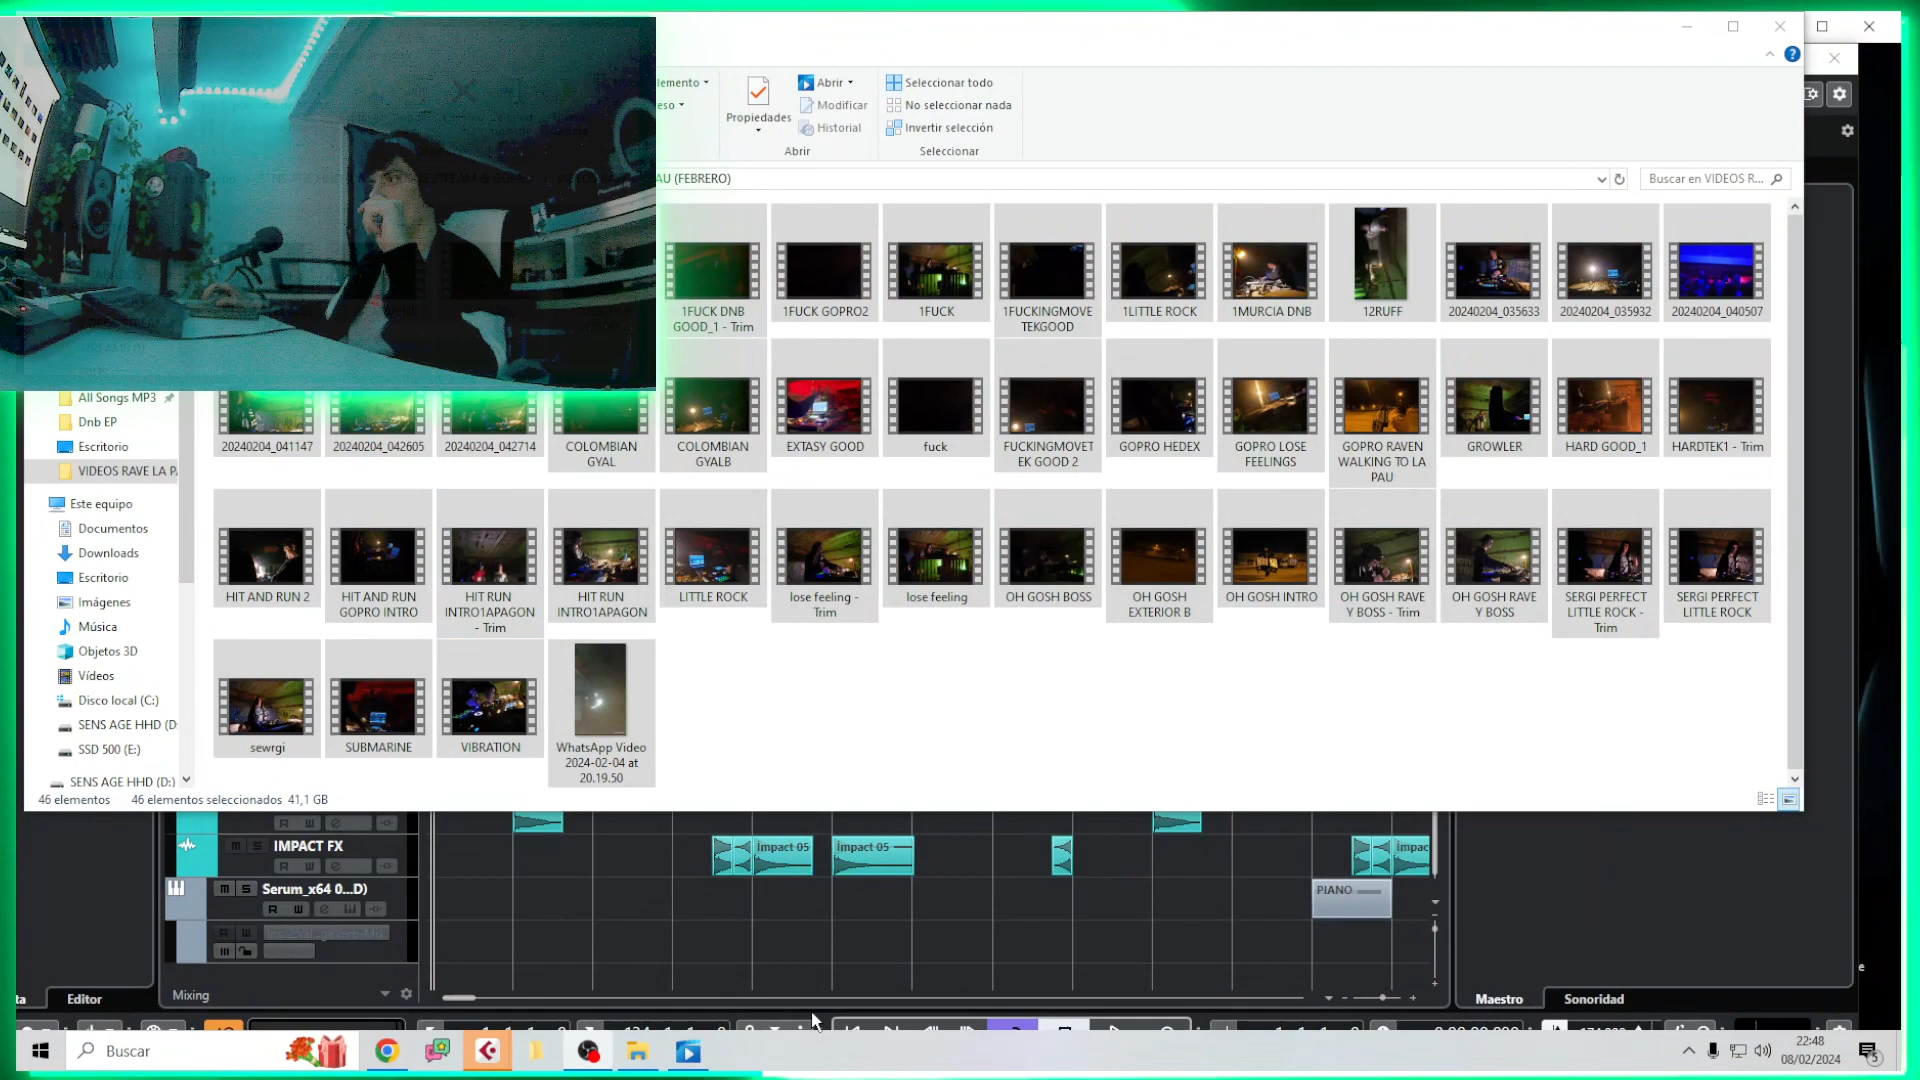 elemento
eso
Propiedades
Abrir
Modificar
Historial
Abrir
Seleccionar todo
No seleccionar nada
Invertir selección
Seleccionar
AU (FEBRERO)
Buscar en VIDEOS R...
1FUCK DNB GOOD_1 - Trim
1FUCK GOPRO2
1FUCK
1FUCKINGMOVE TEKGOOD
1LITTLE ROCK
1MURCIA DNB
12RUFF
20240204_035633
20240204_035932
20240204_040507
20240204_041147
20240204_042605
20240204_042714
COLOMBIAN GYAL
COLOMBIAN GYALB
EXTASY GOOD
fuck
FUCKINGMOVET EK GOOD 2
GOPRO HEDEX
GOPRO LOSE FEELINGS
GOPRO RAVEN WALKING TO LA PAU
GROWLER
HARD GOOD_1
HARDTEK1 - Trim
HIT AND RUN 2
HIT AND RUN GOPRO INTRO
HIT RUN INTRO1APAGON - Trim
HIT RUN INTRO1APAGON
LITTLE ROCK
lose feeling - Trim
lose feeling
OH GOSH BOSS
OH GOSH EXTERIOR B
OH GOSH INTRO
OH GOSH RAVE Y BOSS - Trim
OH GOSH RAVE Y BOSS
SERGI PERFECT LITTLE ROCK - Trim
SERGI PERFECT LITTLE ROCK
sewrgi
SUBMARINE
VIBRATION
WhatsApp Video 2024-02-04 at 20.19.50
All Songs MP3
Dnb EP
Escritorio
VIDEOS RAVE LA PA
Este equipo
Documentos
Downloads
Escritorio
Imágenes
Música
Objetos 3D
Vídeos
Disco local (C:)
SENS AGE HHD (D:
SSD 500 (E:)
SENS AGE HHD (D:)
46 elementos
46 elementos seleccionados 41,1 GB
R W
M S IMPACT FX
R W
M S Serum_x64 0...D)
R W
R W
Impact 05
Impact 05
Impac
PIANO
Mixing
ta
Editor
Maestro
Sonoridad
Buscar
22:48
08/02/2024
5